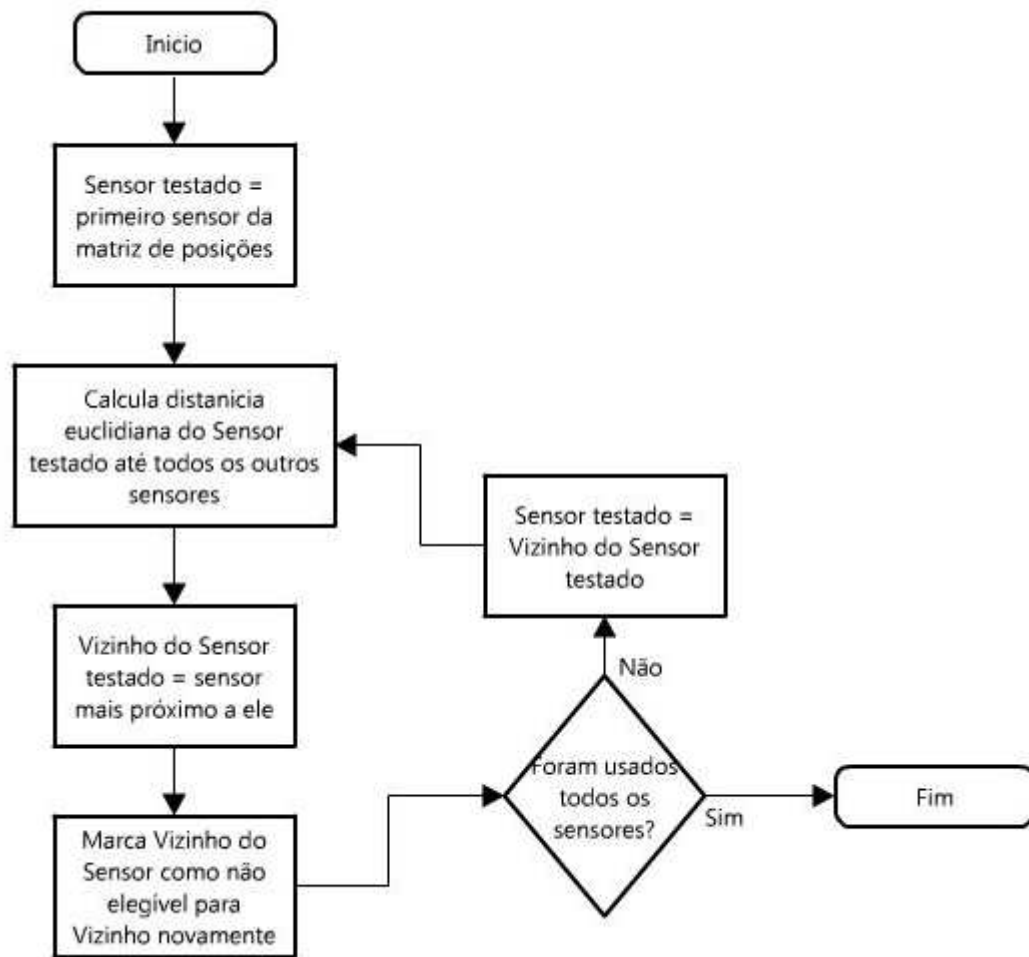 Inicio
Sensor testado =
primeiro sensor da
matriz de posições
Calcula distanicia
euclidiana do Sensor
testado até todos os outros
sensores
Sensor testado =
Vizinho do Sensor
testado
Vizinho do Sensor
testado = sensor
mais próximo a ele
Não
Foram usados
todos os
sensores?
Sim
Fim
Marca Vizinho do
Sensor como não
elegível para
Vizinho novamente